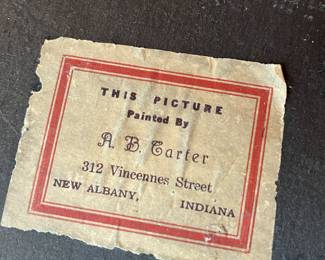 THIS PICTURE
Painted By
A. B. Carter
312 Vincennes Street
NEW ALBANY, INDIANA